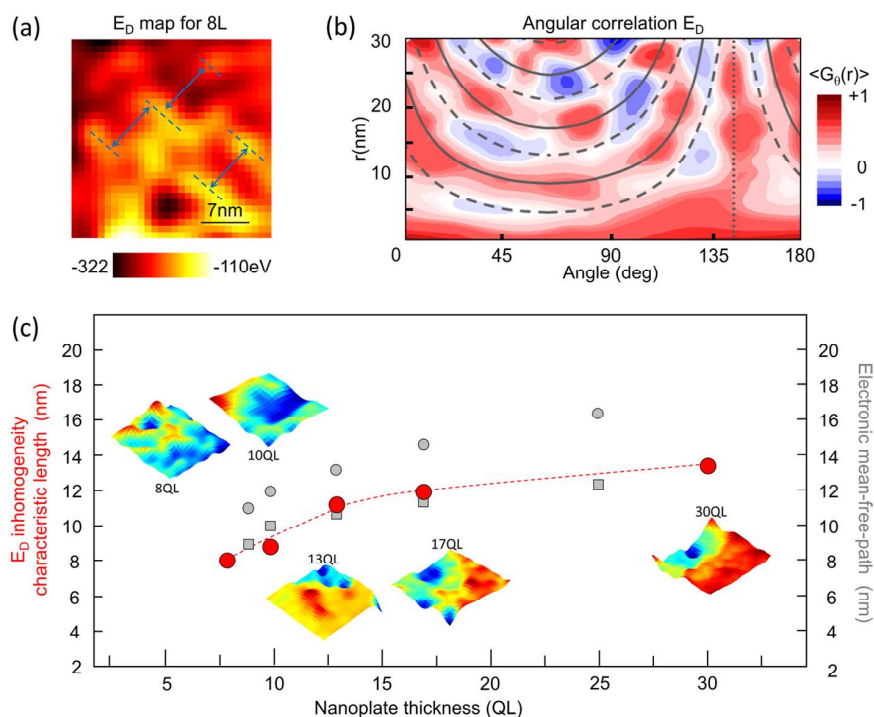 (a)
E_D map for 8L
7nm
-322
-110eV
(b)
Angular correlation E_D
<G_θ(r)>
+1
0
-1
r(nm)
30
20
10
0
45
90
135
180
Angle (deg)
(c)
E_D inhomogeneity
characteristic length (nm)
20
18
16
14
12
10
8
6
4
2
8QL
10QL
13QL
17QL
30QL
5
10
15
20
25
30
Nanoplate thickness (QL)
20
18
16
14
12
10
8
6
4
2
Electronic mean-free-path
(nm)